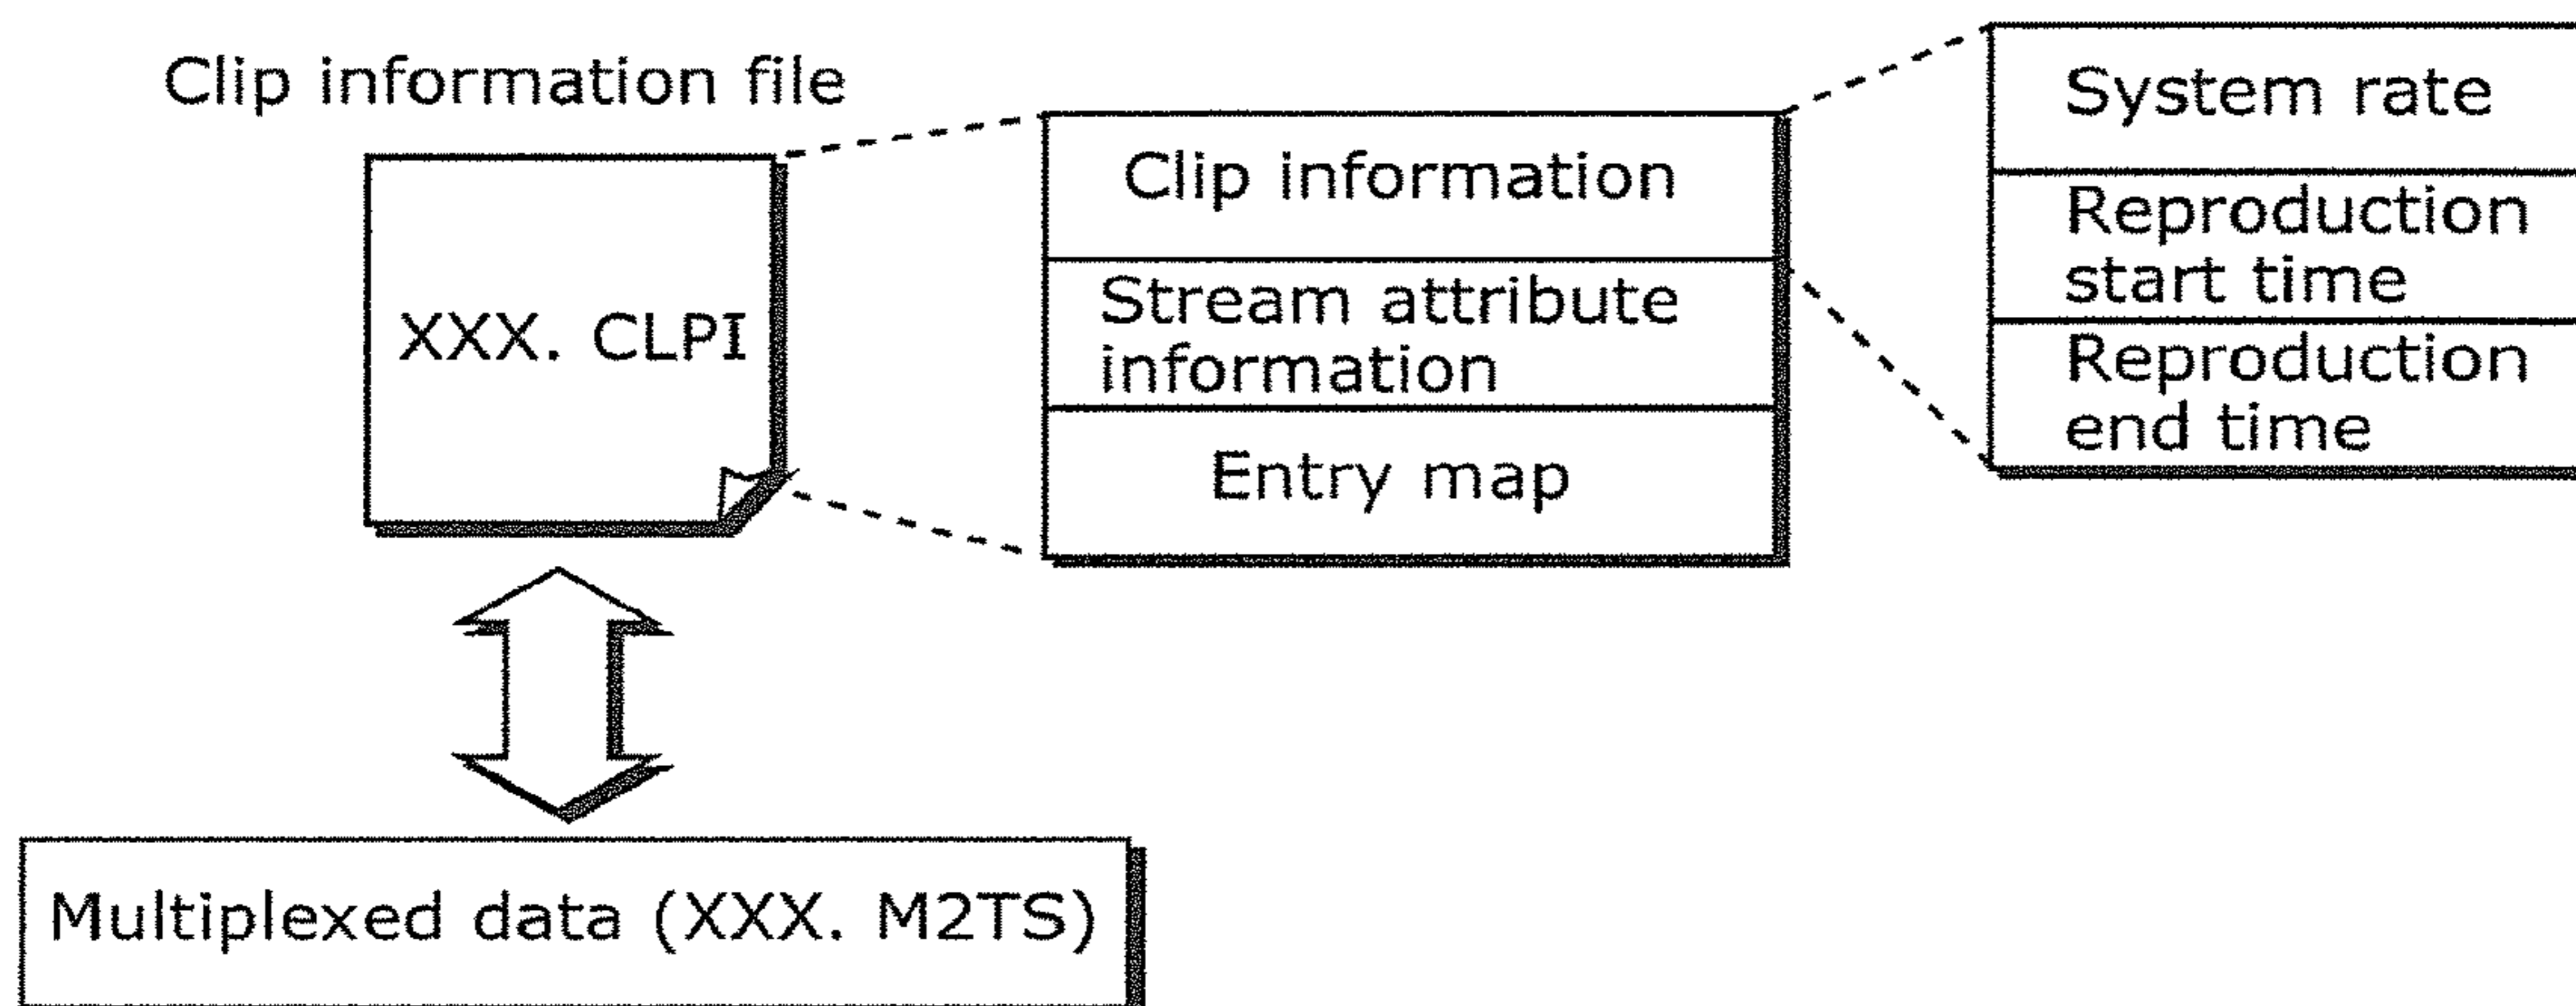 Clip information file
XXX. CLPI
Clip information
Stream attribute
information
Entry map
System rate
Reproduction
start time
Reproduction
end time
Multiplexed data (XXX. M2TS)